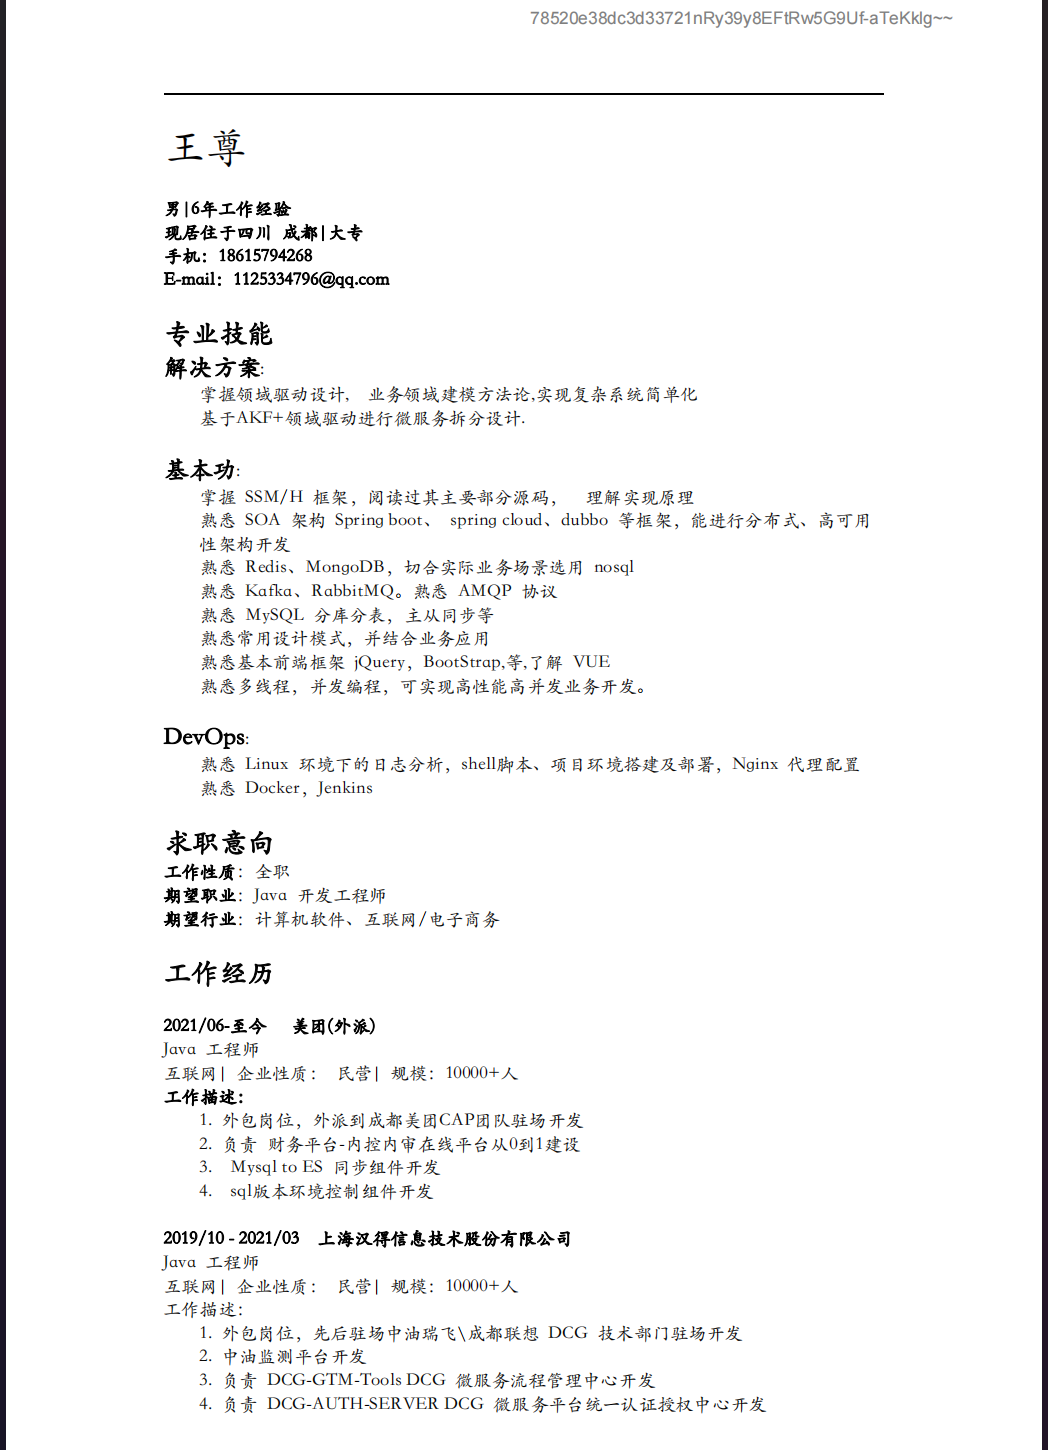 78520e38dc3d33721nRy39y8EFtRw5G9Uf-aTeKklg~~
王尊
男|6年工作经验
现居住于四川 成都|大专
手机：18615794268
E-mail：1125334796@qq.com
专业技能
解决方案:
掌握领域驱动设计,  业务领域建模方法论,实现复杂系统简单化
基于AKF+领域驱动进行微服务拆分设计.
基本功:
掌握 SSM/H 框架，阅读过其主要部分源码，  理解实现原理
熟悉 SOA 架构 Spring boot、 spring cloud、dubbo 等框架，能进行分布式、高可用
性架构开发
熟悉 Redis、MongoDB，切合实际业务场景选用 nosql
熟悉 Kafka、RabbitMQ。熟悉 AMQP 协议
熟悉 MySQL 分库分表，主从同步等
熟悉常用设计模式，并结合业务应用
熟悉基本前端框架 jQuery，BootStrap,等,了解 VUE
熟悉多线程，并发编程，可实现高性能高并发业务开发。
DevOps:
熟悉 Linux 环境下的日志分析，shell脚本、项目环境搭建及部署，Nginx 代理配置
熟悉 Docker，Jenkins
求职意向
工作性质：全职
期望职业：Java 开发工程师
期望行业：计算机软件、互联网/电子商务
工作经历
2021/06-至今  美团(外派)
Java 工程师
互联网| 企业性质： 民营| 规模：10000+人
工作描述：
1. 外包岗位，外派到成都美团CAP团队驻场开发
2. 负责 财务平台-内控内审在线平台从0到1建设
3.  Mysql to ES 同步组件开发
4.  sql版本环境控制组件开发
2019/10 - 2021/03  上海汉得信息技术股份有限公司
Java 工程师
互联网| 企业性质： 民营| 规模：10000+人
工作描述：
1. 外包岗位，先后驻场中油瑞飞\成都联想 DCG 技术部门驻场开发
2. 中油监测平台开发
3. 负责 DCG-GTM-Tools DCG 微服务流程管理中心开发
4. 负责 DCG-AUTH-SERVER DCG 微服务平台统一认证授权中心开发